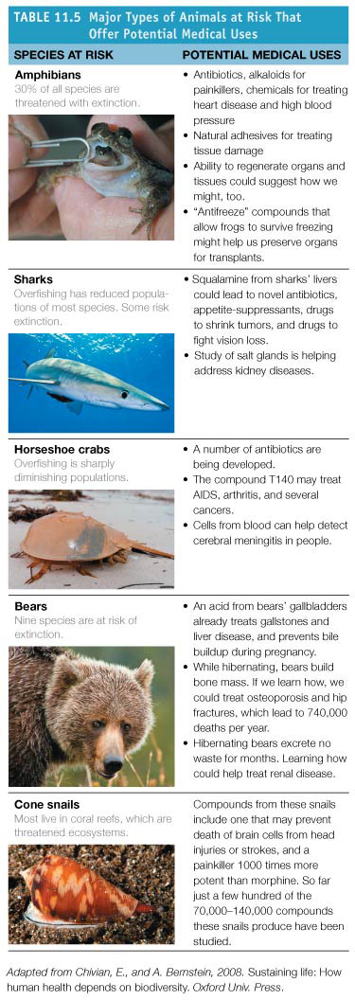 TABLE 11.5 Major Types of Animals at Risk That
Offer Potential Medical Uses
SPECIES AT RISK
POTENTIAL MEDICAL USES
Amphibians
30% of all species are
threatened with extinction.
• Antibiotics, alkaloids for
painkillers, chemicals for treating
heart disease and high blood
pressure
• Natural adhesives for treating
tissue damage
• Ability to regenerate organs and
tissues could suggest how we
might, too.
• “Antifreeze” compounds that
allow frogs to survive freezing
might help us preserve organs
for transplants.
Sharks
Overfishing has reduced popula-
tions of most species. Some risk
extinction.
• Squalamine from sharks’ livers
could lead to novel antibiotics,
appetite-suppressants, drugs
to shrink tumors, and drugs to
fight vision loss.
• Study of salt glands is helping
address kidney diseases.
Horseshoe crabs
Overfishing is sharply
diminishing populations.
• A number of antibiotics are
being developed.
• The compound T140 may treat
AIDS, arthritis, and several
cancers.
• Cells from blood can help detect
cerebral meningitis in people.
Bears
Nine species are at risk of
extinction.
• An acid from bears’ gallbladders
already treats gallstones and
liver disease, and prevents bile
buildup during pregnancy.
• While hibernating, bears build
bone mass. If we learn how, we
could treat osteoporosis and hip
fractures, which lead to 740,000
deaths per year.
• Hibernating bears excrete no
waste for months. Learning how
could help treat renal disease.
Cone snails
Most live in coral reefs, which are
threatened ecosystems.
Compounds from these snails
include one that may prevent
death of brain cells from head
injuries or strokes, and a
painkiller 1000 times more
potent than morphine. So far
just a few hundred of the
70,000–140,000 compounds
these snails produce have been
studied.
Adapted from Chivian, E., and A. Bernstein, 2008. Sustaining life: How
human health depends on biodiversity. Oxford Univ. Press.